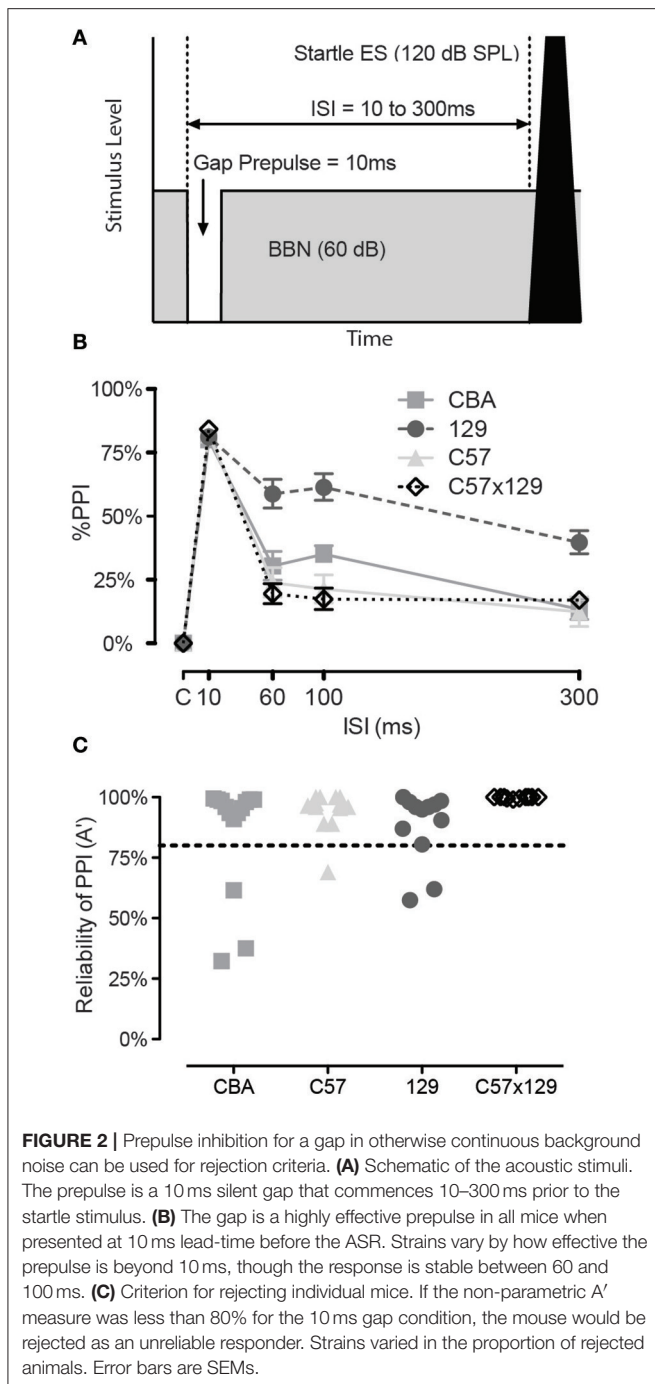 A
Startle ES (120 dB SPL)
ISI = 10 to 300ms
Gap Prepulse = 10ms
BBN (60 dB)
Stimulus Level
Time
B
100%
75%
50%
25%
0%
%PPI
CBA
129
C57
C57x129
C 10 60 100 300
ISI (ms)
C
100%
75%
50%
25%
0%
Reliability of PPI (A')
CBA C57 129 C57x129
FIGURE 2 | Prepulse inhibition for a gap in otherwise continuous background
noise can be used for rejection criteria. (A) Schematic of the acoustic stimuli.
The prepulse is a 10 ms silent gap that commences 10–300 ms prior to the
startle stimulus. (B) The gap is a highly effective prepulse in all mice when
presented at 10 ms lead-time before the ASR. Strains vary by how effective the
prepulse is beyond 10 ms, though the response is stable between 60 and
100 ms. (C) Criterion for rejecting individual mice. If the non-parametric A′
measure was less than 80% for the 10 ms gap condition, the mouse would be
rejected as an unreliable responder. Strains varied in the proportion of rejected
animals. Error bars are SEMs.